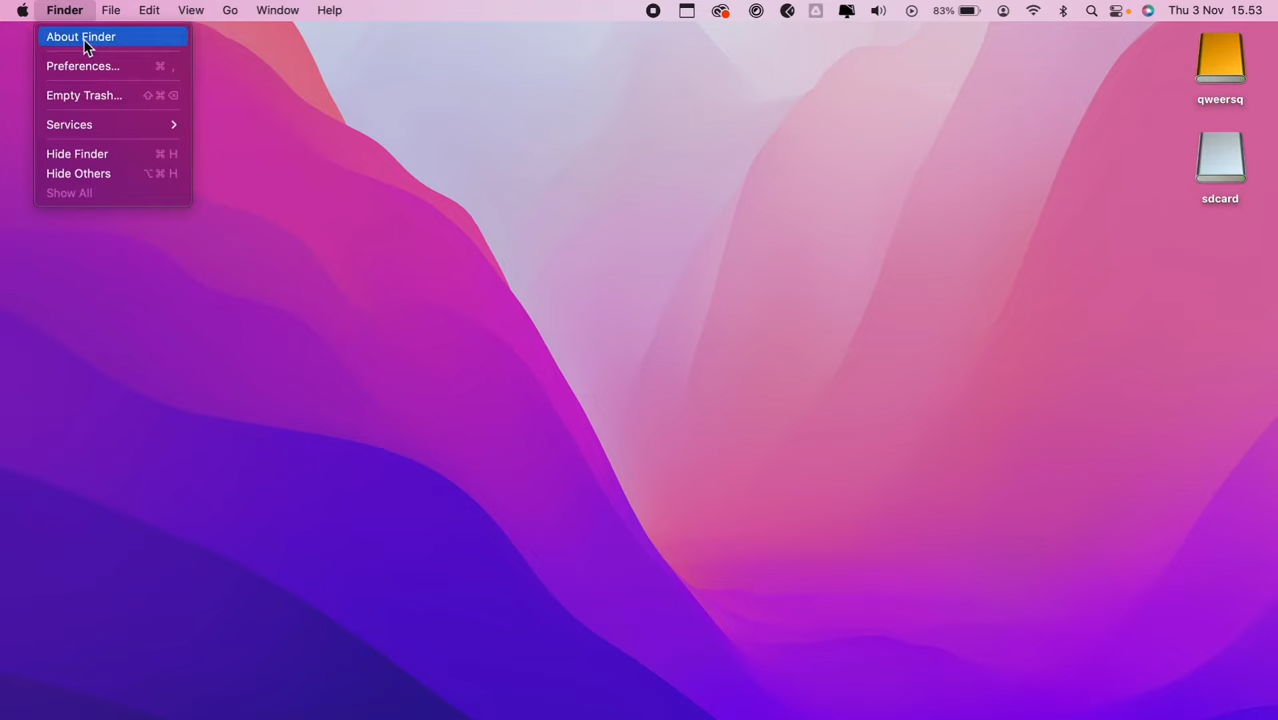 Finder File Edit View Go Window Help 83% Thu 3 Nov 15.53
About Finder
Preferences... ⌘ ,
Empty Trash... ⇧ ⌘ ⌫
Services
Hide Finder ⌘ H
Hide Others ⌥ ⌘ H
Show All
qweersq
sdcard